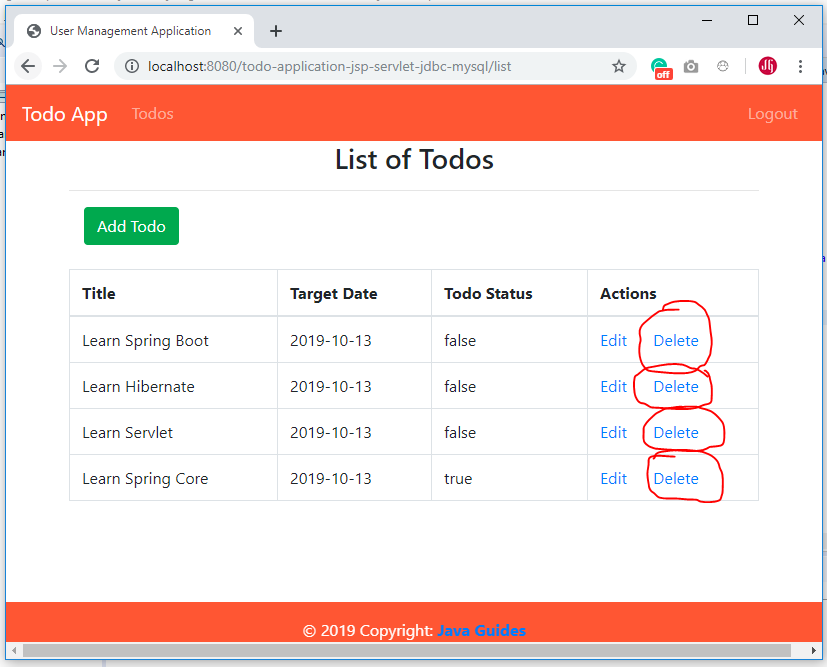 User Management Application
localhost:8080/todo-application-jsp-servlet-jdbc-mysql/list
off
Todo App Todos Logout
List of Todos
Add Todo
Title Target Date Todo Status Actions
Learn Spring Boot 2019-10-13 false Edit Delete
Learn Hibernate 2019-10-13 false Edit Delete
Learn Servlet 2019-10-13 false Edit Delete
Learn Spring Core 2019-10-13 true Edit Delete
© 2019 Copyright: Java Guides